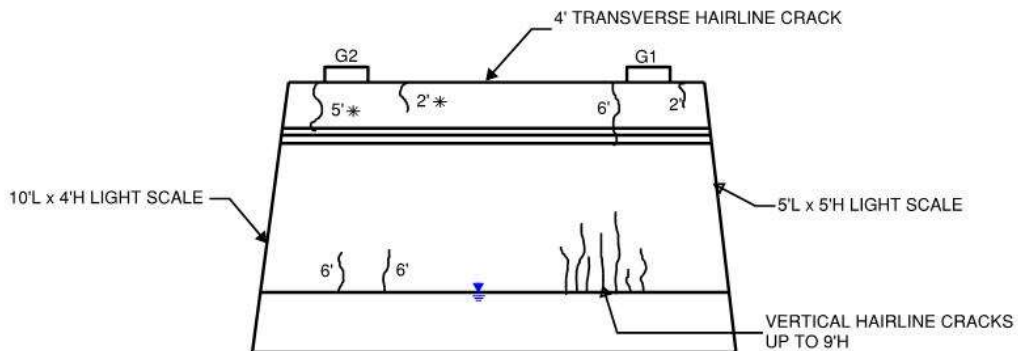 4' TRANSVERSE HAIRLINE CRACK
G2
G1
5'*
2'*
6'
2'
10'L x 4'H LIGHT SCALE
5'L x 5'H LIGHT SCALE
6'
6'
VERTICAL HAIRLINE CRACKS
UP TO 9'H